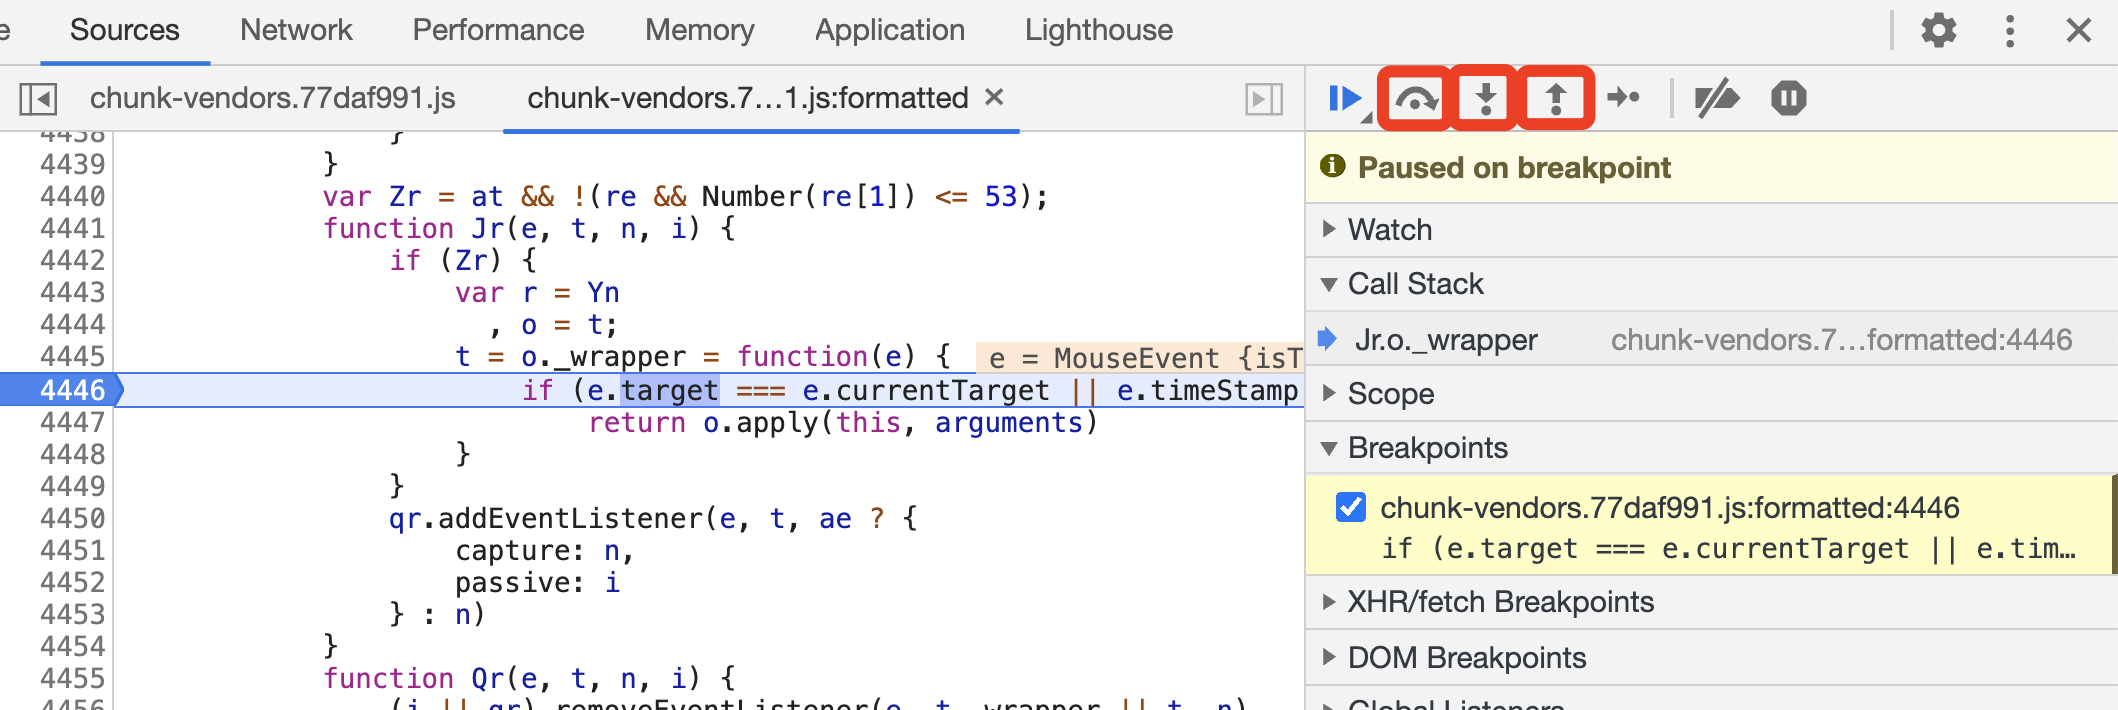 e Sources Network Performance Memory Application Lighthouse
chunk-vendors.77daf991.js chunk-vendors.7…1.js:formatted ×
4438 }
4439 }
4440 var Zr = at && !(re && Number(re[1]) <= 53);
4441 function Jr(e, t, n, i) {
4442 if (Zr) {
4443 var r = Yn
4444 , o = t;
4445 t = o._wrapper = function(e) { e = MouseEvent {isT
4446 if (e.target === e.currentTarget || e.timeStamp
4447 return o.apply(this, arguments)
4448 }
4449 }
4450 qr.addEventListener(e, t, ae ? {
4451 capture: n,
4452 passive: i
4453 } : n)
4454 }
4455 function Qr(e, t, n, i) {
4456 (i || qr).removeEventListener(e, t._wrapper || t, n)
Paused on breakpoint
Watch
Call Stack
Jr.o._wrapper chunk-vendors.7…formatted:4446
Scope
Breakpoints
chunk-vendors.77daf991.js:formatted:4446
if (e.target === e.currentTarget || e.tim…
XHR/fetch Breakpoints
DOM Breakpoints
Global Listeners